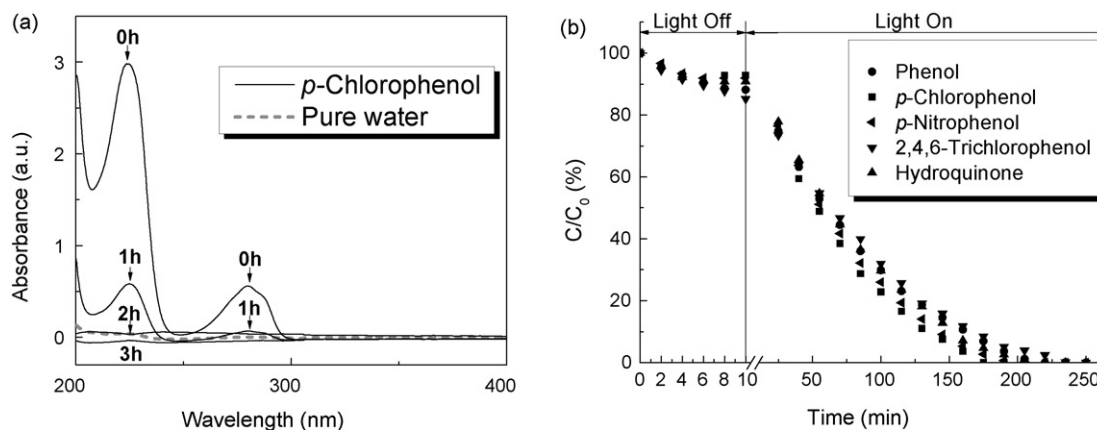 (a)
0h
0h
1h
1h
2h
3h
p-Chlorophenol
Pure water
3
2
1
0
200
300
400
Absorbance (a.u.)
Wavelength (nm)
(b)
Light Off
Light On
Phenol
p-Chlorophenol
p-Nitrophenol
2,4,6-Trichlorophenol
Hydroquinone
100
80
60
40
20
0
0 2 4 6 8 10 50 100 150 200 250
C/C0 (%)
Time (min)